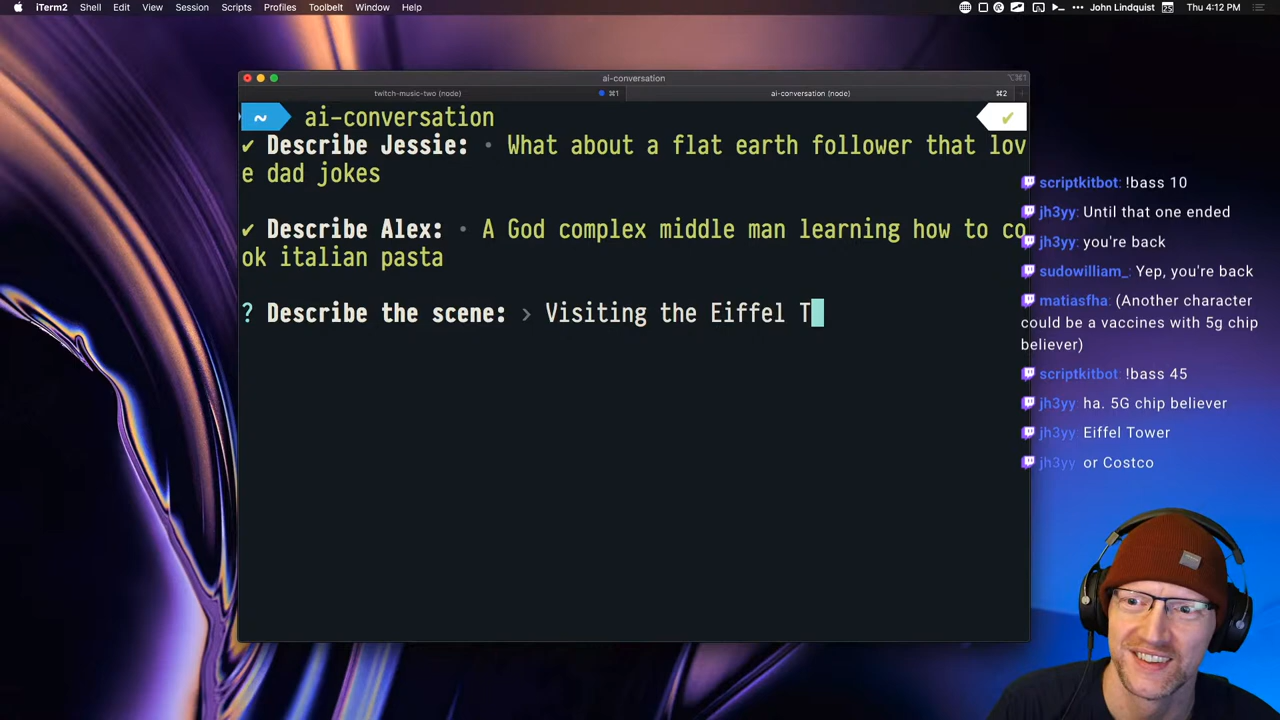 iTerm2 Shell Edit View Session Scripts Profiles Toolbelt Window Help John Lindquist 25 Thu 4:12 PM
ai-conversation ⌥⌘1
twitch-music-two (node) ⌘1 ai-conversation (node) ⌘2 +
~ ai-conversation ✔
✔ Describe Jessie: · What about a flat earth follower that lov
e dad jokes
✔ Describe Alex: · A God complex middle man learning how to co
ok italian pasta
? Describe the scene: › Visiting the Eiffel T
scriptkitbot: !bass 10
jh3yy: Until that one ended
jh3yy: you're back
sudowilliam_: Yep, you're back
matiasfha: (Another character
could be a vaccines with 5g chip
believer)
scriptkitbot: !bass 45
jh3yy ha. 5G chip believer
jh3yy Eiffel Tower
jh3yy or Costco